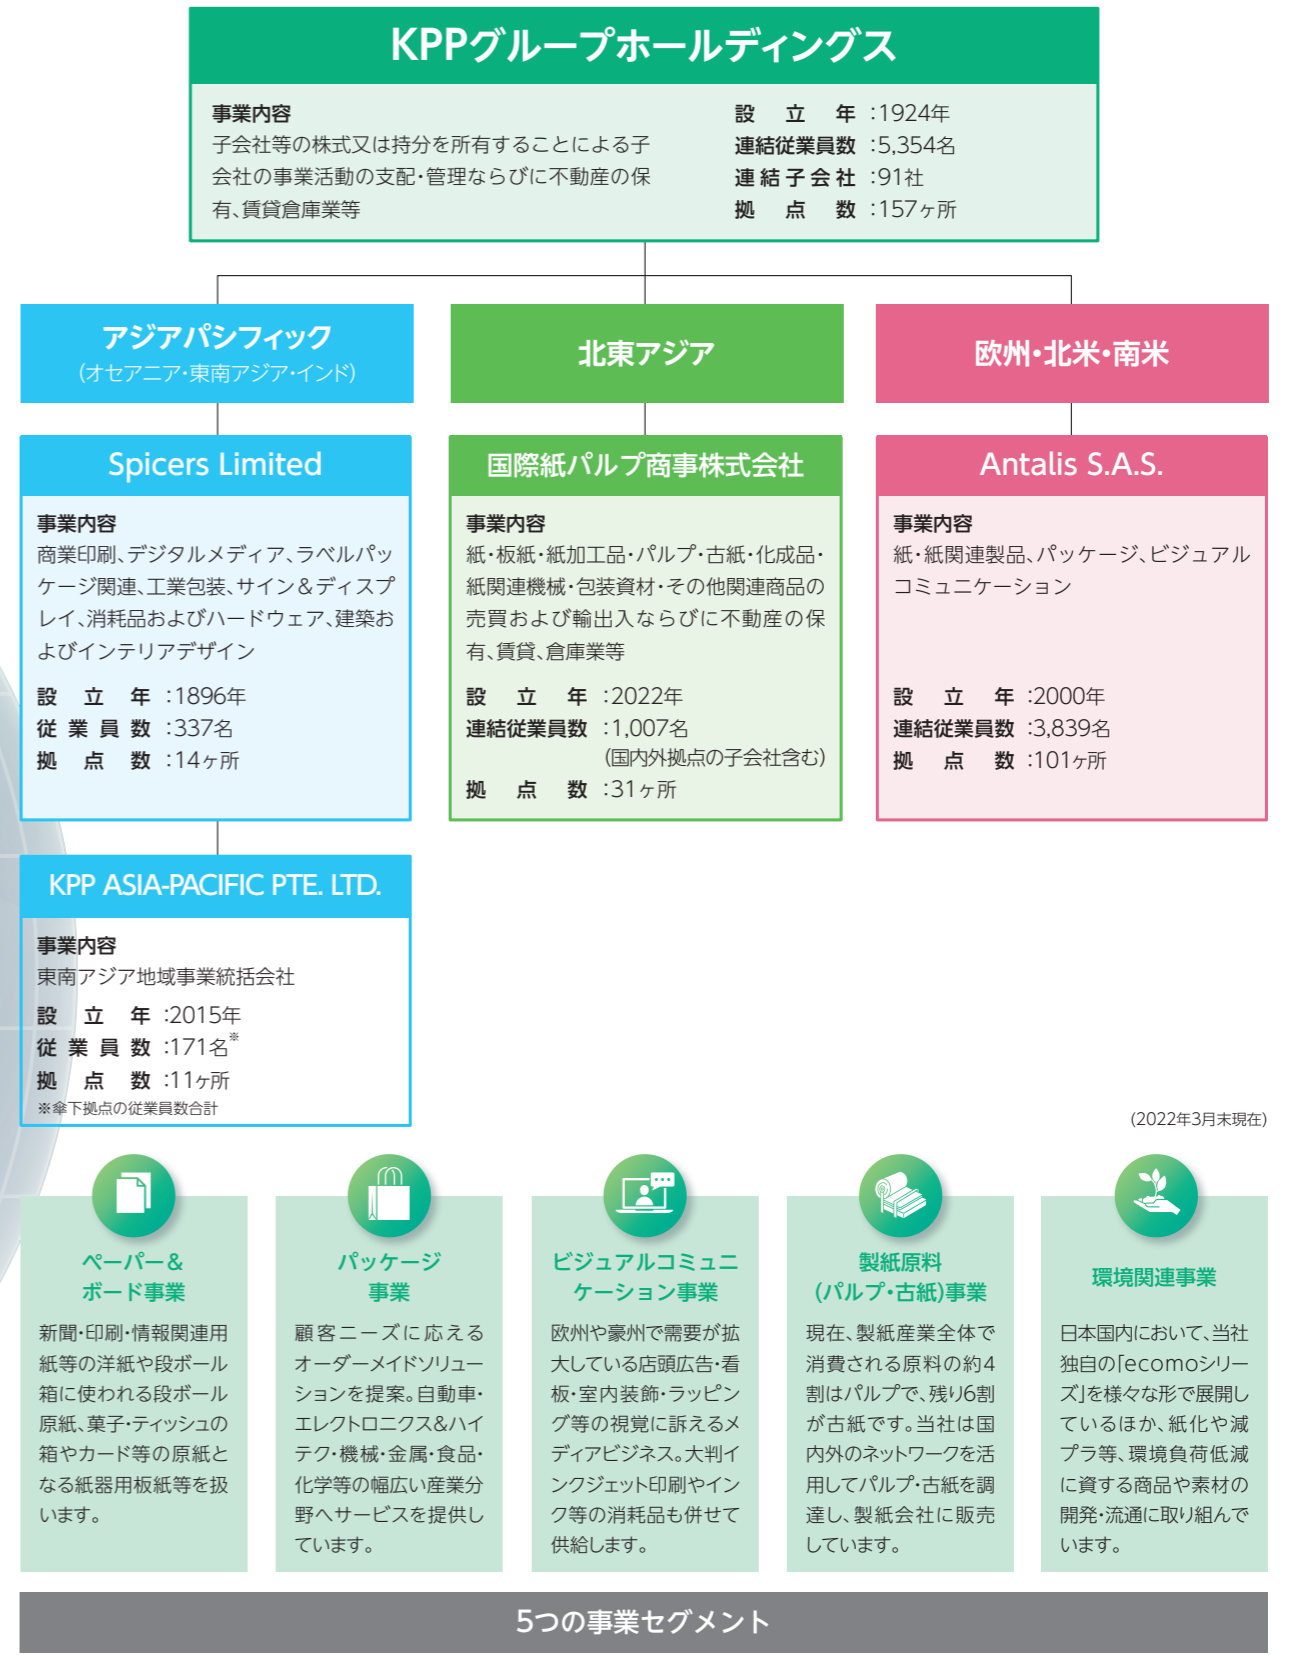 KPPグループホールディングス
事業内容
子会社等の株式又は持分を所有することによる子
会社の事業活動の支配・管理ならびに不動産の保
有、賃貸倉庫業等
設立年:1924年
連結従業員数:5,354名
連結子会社:91社
拠点数:157ヶ所
アジアパシフィック
(オセアニア・東南アジア・インド)
Spicers Limited
事業内容
商業印刷、デジタルメディア、ラベルパッ
ケージ関連、工業包装、サイン＆ディスプ
レイ、消耗品およびハードウェア、建築お
よびインテリアデザイン
設立年:1896年
従業員数:337名
拠点数:14ヶ所
KPP ASIA-PACIFIC PTE. LTD.
事業内容
東南アジア地域事業統括会社
設立年:2015年
従業員数:171名※
拠点数:11ヶ所
※傘下拠点の従業員数合計
北東アジア
国際紙パルプ商事株式会社
事業内容
紙・板紙・紙加工品・パルプ・古紙・化成品・
紙関連機械・包装資材・その他関連商品の
売買および輸出入ならびに不動産の保
有、賃貸、倉庫業等
設立年:2022年
連結従業員数:1,007名
(国内外拠点の子会社含む)
拠点数:31ヶ所
欧州・北米・南米
Antalis S.A.S.
事業内容
紙・紙関連製品、パッケージ、ビジュアル
コミュニケーション
設立年:2000年
連結従業員数:3,839名
拠点数:101ヶ所
(2022年3月末現在)
ペーパー＆
ボード事業
新聞・印刷・情報関連用
紙等の洋紙や段ボール
箱に使われる段ボール
原紙、菓子・ティッシュの
箱やカード等の原紙と
なる紙器用板紙等を扱
います。
パッケージ
事業
顧客ニーズに応える
オーダーメイドソリュー
ションを提案。自動車・
エレクトロニクス&ハイ
テク・機械・金属・食品・
化学等の幅広い産業分
野へサービスを提供し
ています。
ビジュアルコミュニ
ケーション事業
欧州や豪州で需要が拡
大している店頭広告・看
板・室内装飾・ラッピン
グ等の視覚に訴えるメ
ディアビジネス。大判イ
ンクジェット印刷やイン
ク等の消耗品も併せて
供給します。
製紙原料
(パルプ・古紙)事業
現在、製紙産業全体で
消費される原料の約4
割はパルプで、残り6割
が古紙です。当社は国
内外のネットワークを活
用してパルプ・古紙を調
達し、製紙会社に販売
しています。
環境関連事業
日本国内において、当社
独自の「ecomoシリー
ズ」を様々な形で展開し
ているほか、紙化や減
プラ等、環境負荷低減
に資する商品や素材の
開発・流通に取り組んで
います。
5つの事業セグメント